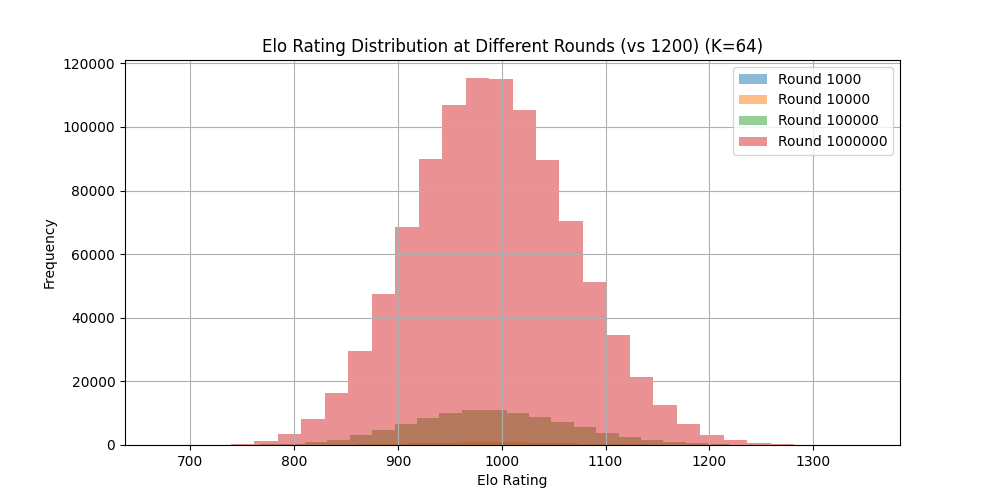 Elo Rating Distribution at Different Rounds (vs 1200) (K=64)
Round 1000
Round 10000
Round 100000
Round 1000000
120000
100000
80000
60000
40000
20000
0
Frequency
700 800 900 1000 1100 1200 1300
Elo Rating